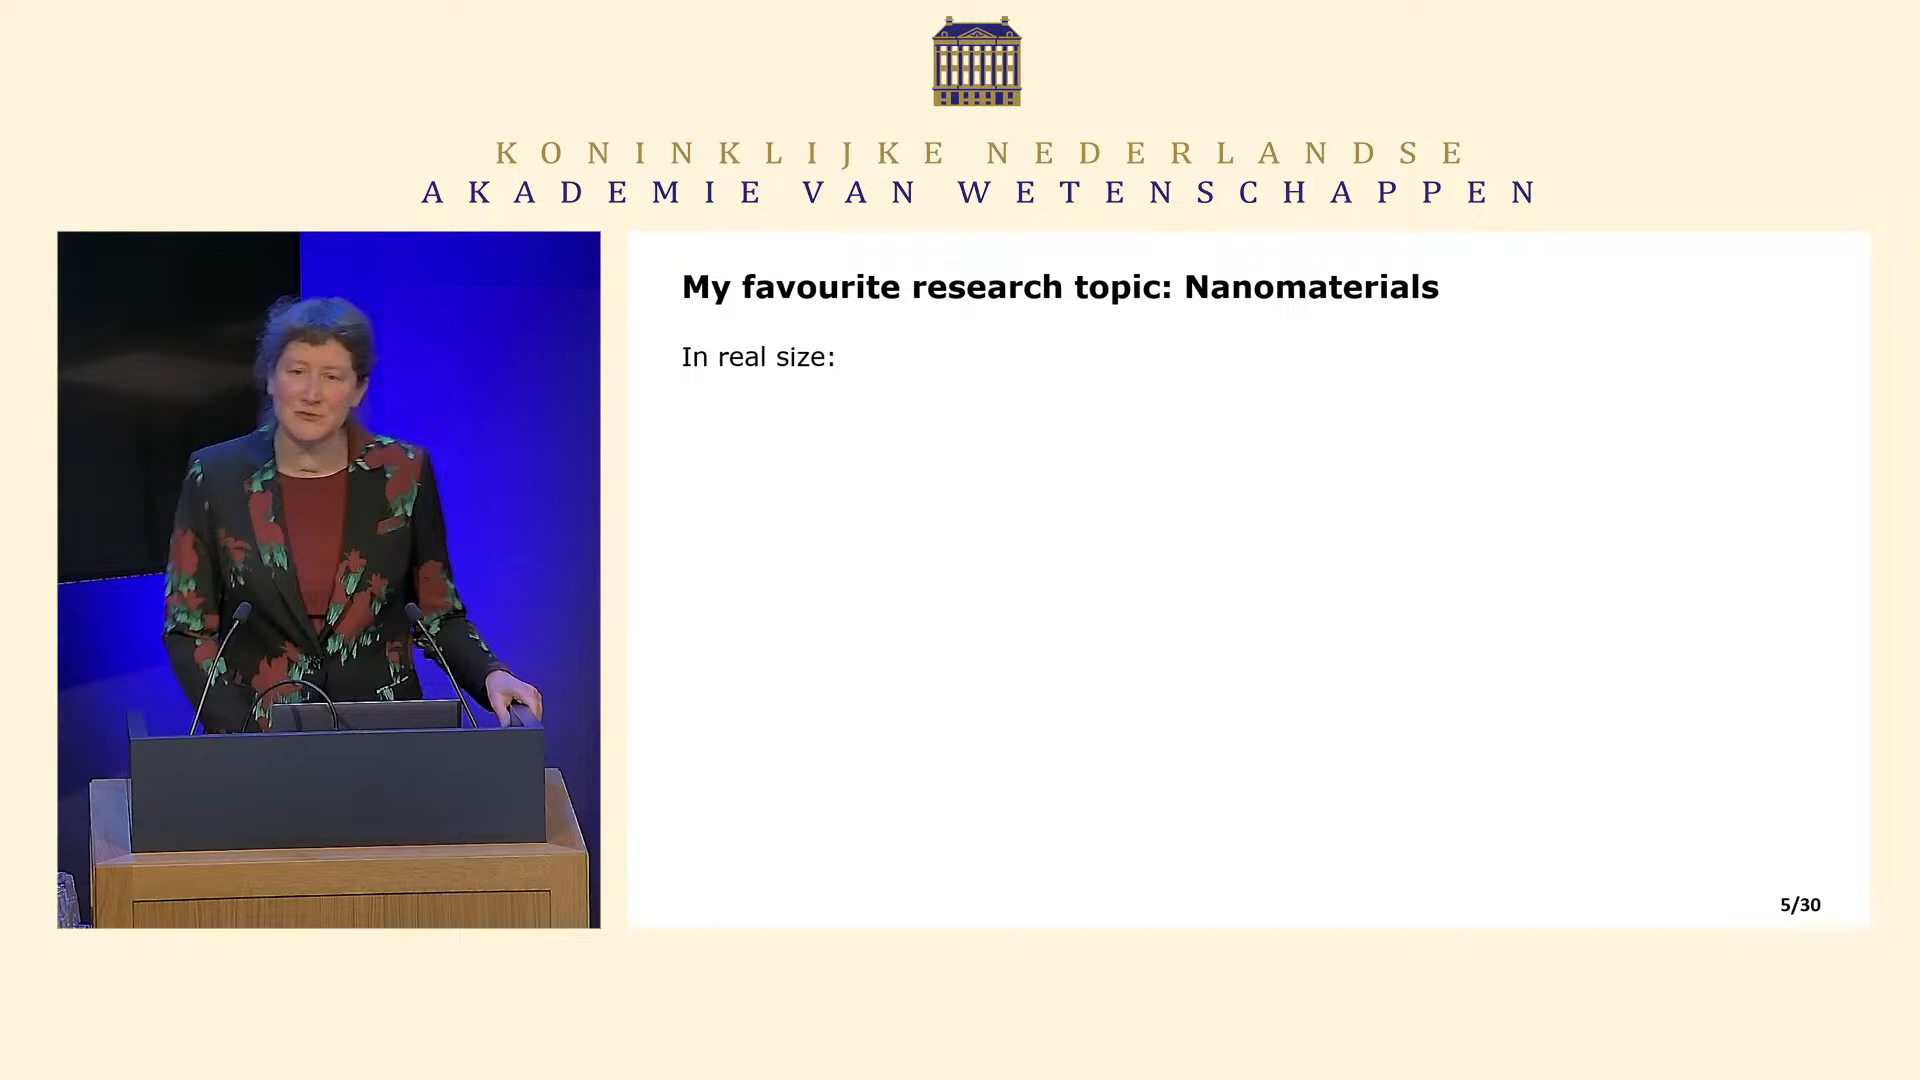 KONINKLIJKE NEDERLANDSE
AKADEMIE VAN WETENSCHAPPEN
My favourite research topic: Nanomaterials
In real size:
5/30